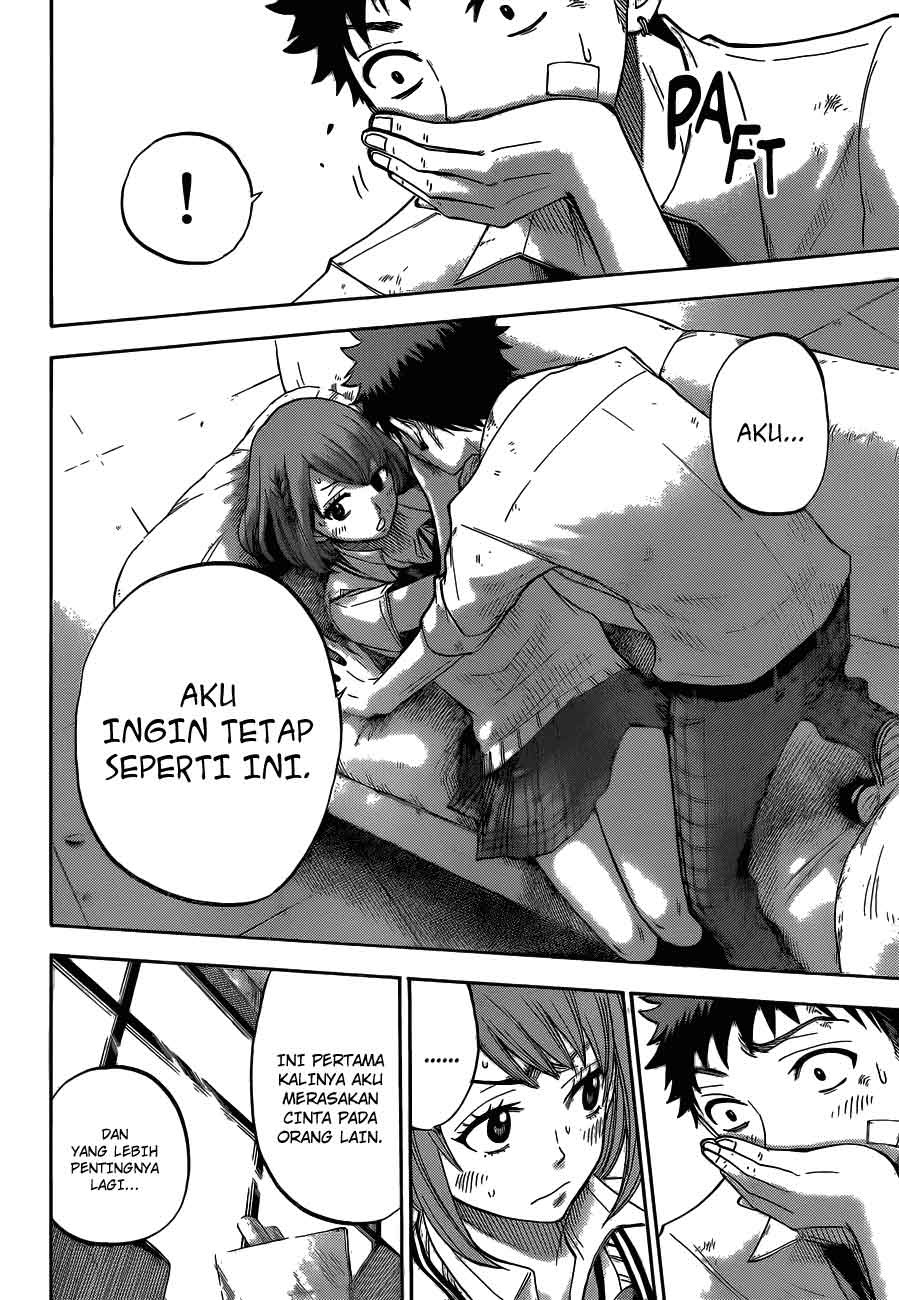 PAFT
!
AKU...
AKU
INGIN TETAP
SEPERTI INI.
.......
INI PERTAMA
KALINYA AKU
MERASAKAN
CINTA PADA
ORANG LAIN.
DAN
YANG LEBIH
PENTINGNYA
LAGI...